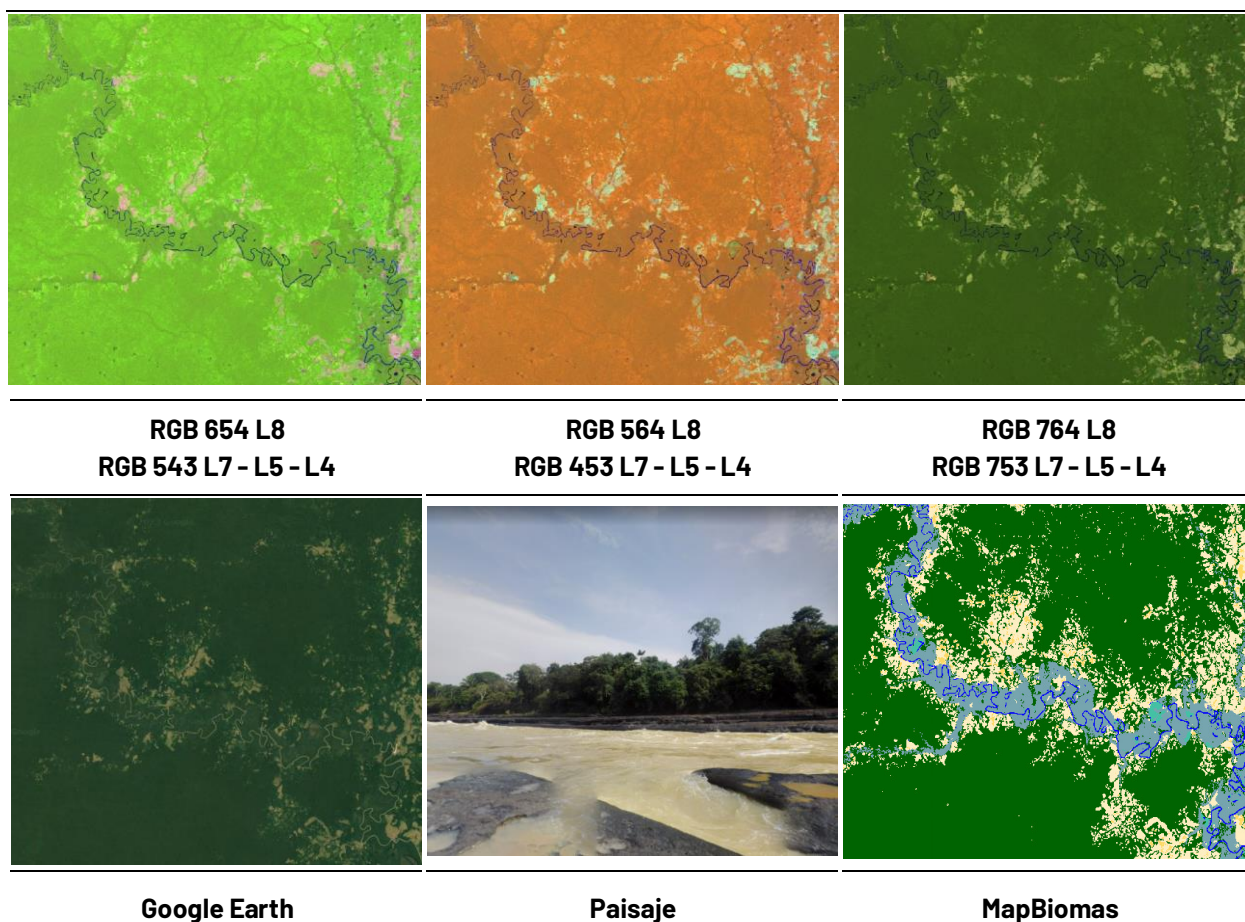 RGB 654 L8
RGB 543 L7 - L5 - L4
RGB 564 L8
RGB 453 L7 - L5 - L4
RGB 764 L8
RGB 753 L7 - L5 - L4
Google Earth
Paisaje
MapBiomas